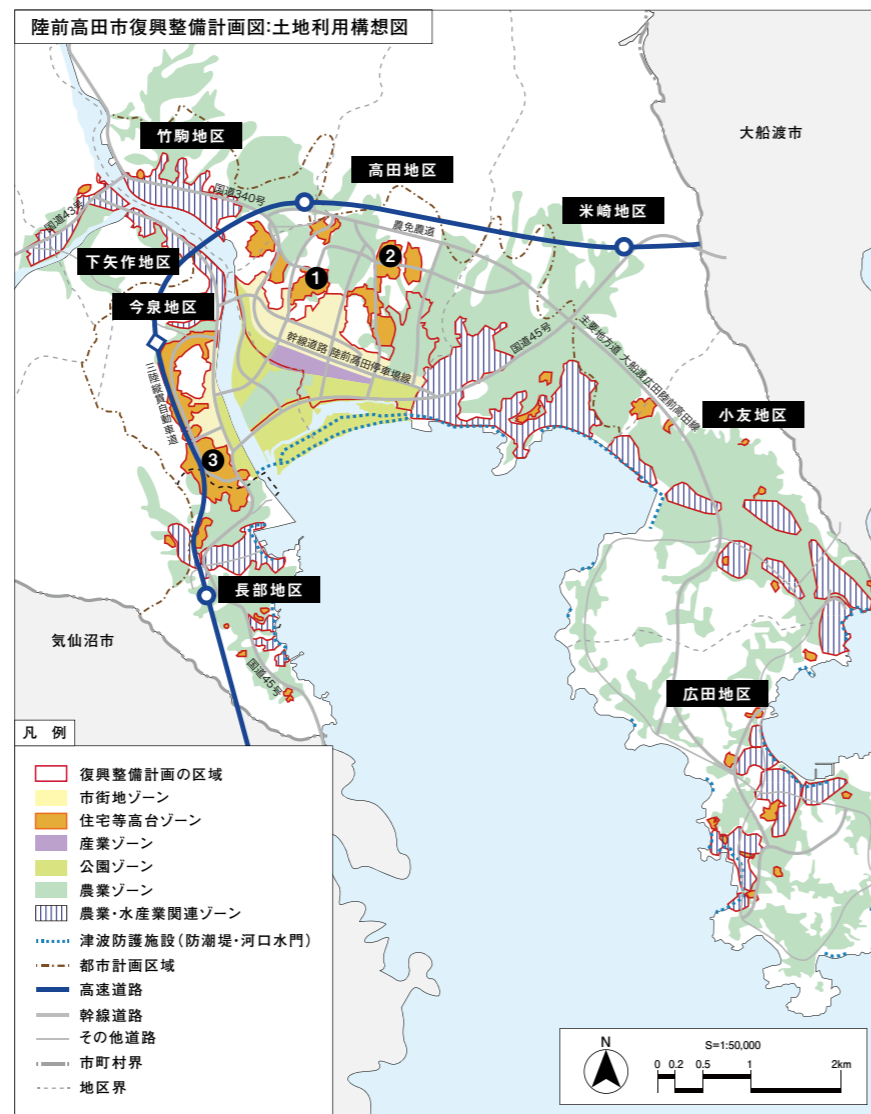 陸前高田市復興整備計画図:土地利用構想図
大船渡市
竹駒地区
高田地区
国道340号
米崎地区
国道43号
農免農道
❷
下矢作地区
❶
今泉地区
国道45号
主要地方道 大船渡広田陸前高田線
幹線道路 陸前高田停車場線
三陸縦貫自動車道
小友地区
❸
長部地区
気仙沼市
国道45号
広田地区
凡 例
復興整備計画の区域
市街地ゾーン
住宅等高台ゾーン
産業ゾーン
公園ゾーン
農業ゾーン
農業・水産業関連ゾーン
津波防護施設(防潮堤・河口水門)
都市計画区域
高速道路
幹線道路
その他道路
市町村界
地区界
N
S=1:50,000
0 0.2 0.5 1 2km